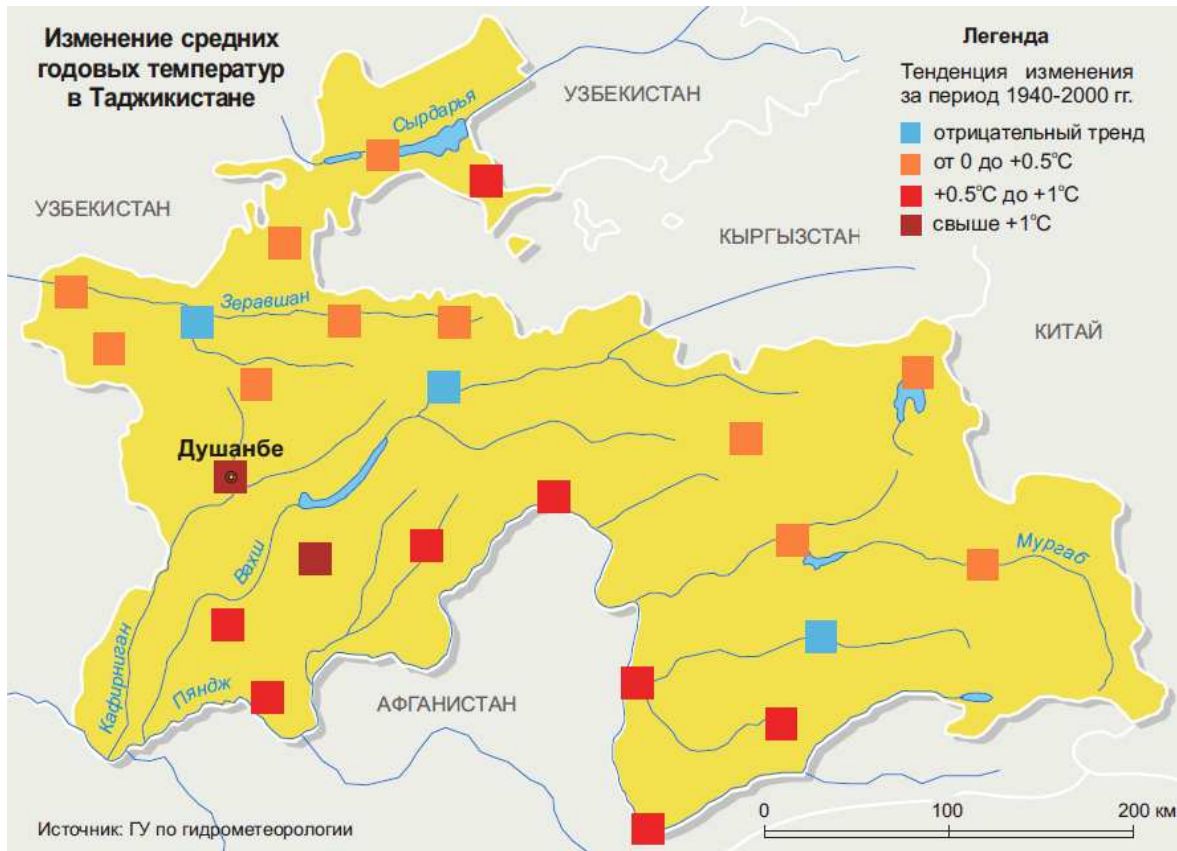 Изменение средних
годовых температур
в Таджикистане
Легенда
Тенденция изменения
за период 1940-2000 гг.
отрицательный тренд
от 0 до +0.5°C
+0.5°C до +1°C
свыше +1°C
УЗБЕКИСТАН
Сырдарья
УЗБЕКИСТАН
КЫРГЫЗСТАН
Зеравшан
КИТАЙ
Душанбе
Вахш
Мургаб
Кафирниган
Пяндж
АФГАНИСТАН
Источник: ГУ по гидрометеорологии
0 100 200 км